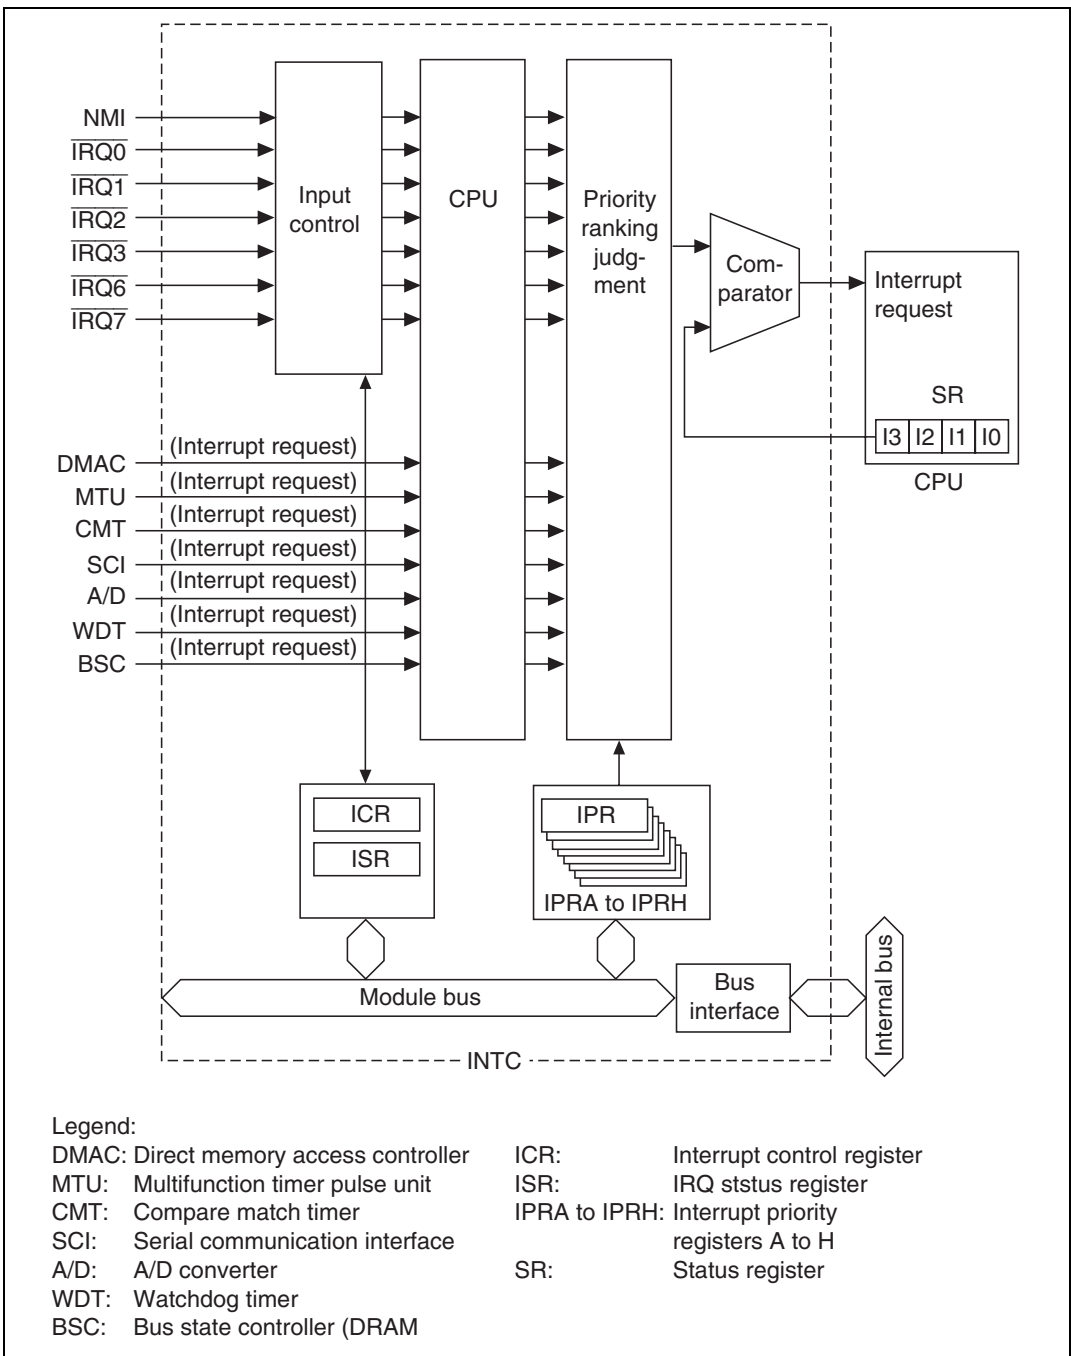 NMI
IRQ0
IRQ1
IRQ2
IRQ3
IRQ6
IRQ7
Input
control
CPU
Priority
ranking
judg-
ment
Com-
parator
Interrupt
request
SR
I3 I2 I1 I0
CPU
DMAC (Interrupt request)
MTU (Interrupt request)
CMT (Interrupt request)
SCI (Interrupt request)
A/D (Interrupt request)
WDT (Interrupt request)
BSC (Interrupt request)
ICR
ISR
IPR
IPRA to IPRH
Module bus
Bus
interface
Internal bus
INTC
Legend:
DMAC: Direct memory access controller
MTU: Multifunction timer pulse unit
CMT: Compare match timer
SCI: Serial communication interface
A/D: A/D converter
WDT: Watchdog timer
BSC: Bus state controller (DRAM
ICR: Interrupt control register
ISR: IRQ ststus register
IPRA to IPRH: Interrupt priority
registers A to H
SR: Status register